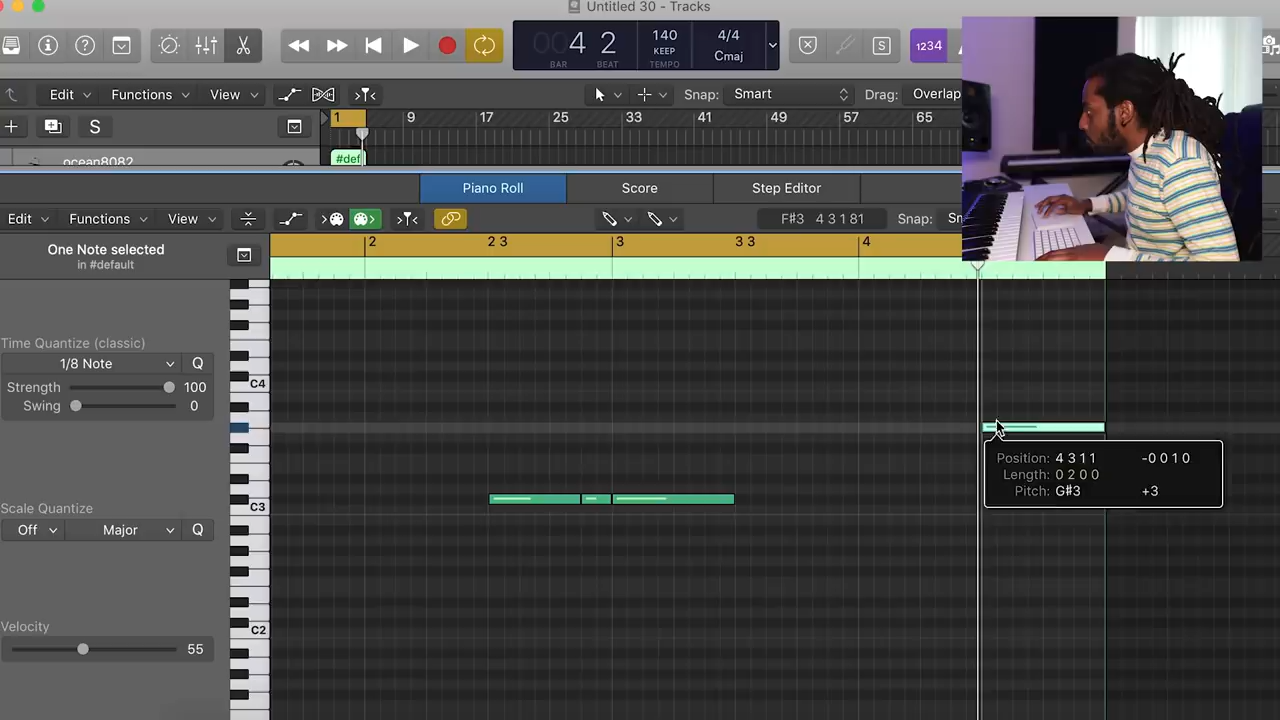 Untitled 30 - Tracks
004 2
BAR BEAT
140
KEEP
TEMPO
4/4
Cmaj
S
1234
Edit Functions View Snap: Smart Drag: Overlap
S
1 9 17 25 33 41 49 57 65
ocean8082
#def
Piano Roll Score Step Editor
Edit Functions View F#3 4 3 1 81 Snap:
One Note selected
in #default
2 2 3 3 3 3 4
Time Quantize (classic)
1/8 Note Q
Strength 100
Swing 0
C4
C3
C2
Position: 4 3 1 1 -0 0 1 0
Length: 0 2 0 0
Pitch: G#3 +3
Scale Quantize
Off Major Q
Velocity
55